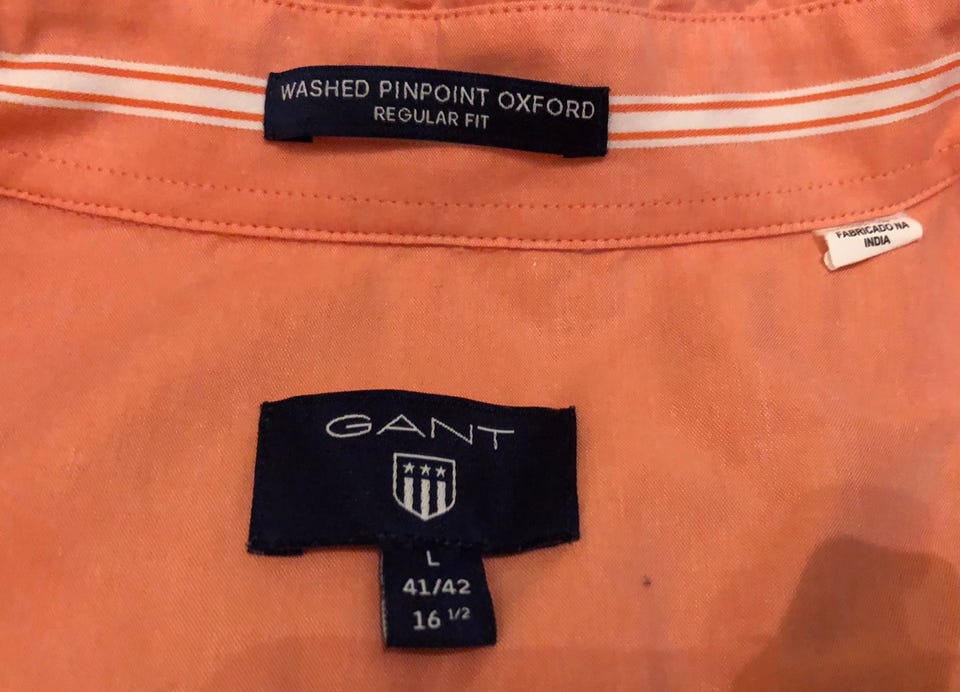 WASHED PINPOINT OXFORD
REGULAR FIT
FABRICADO NA
INDIA
GANT
L
41/42
16 1/2